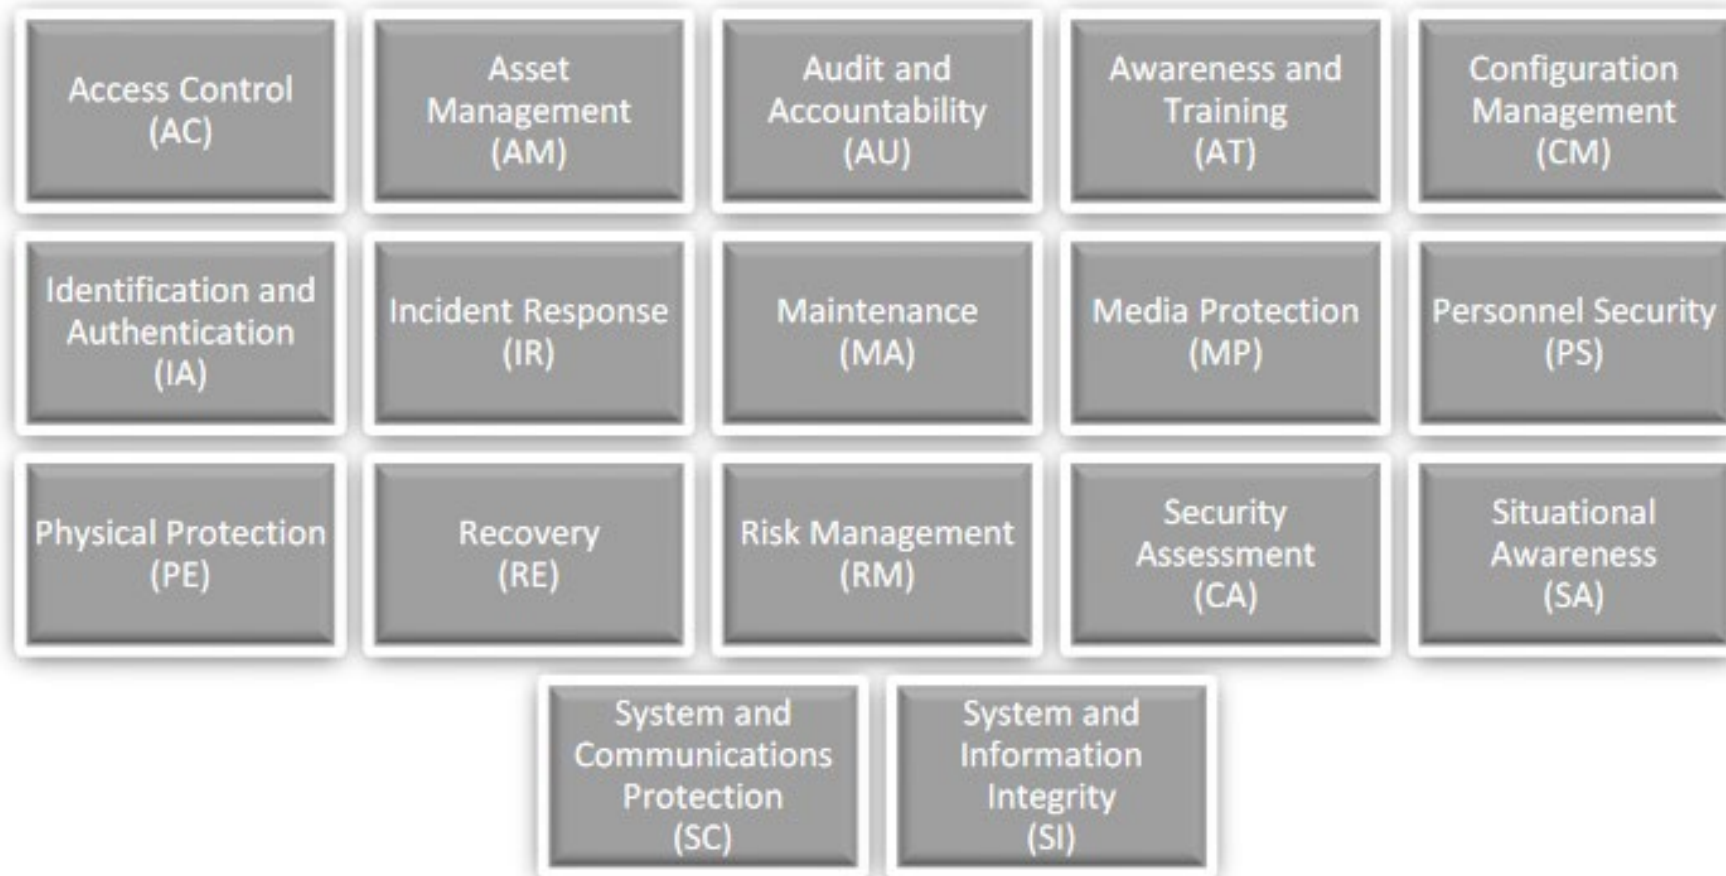 Access Control
(AC)
Asset
Management
(AM)
Audit and
Accountability
(AU)
Awareness and
Training
(AT)
Configuration
Management
(CM)
Identification and
Authentication
(IA)
Incident Response
(IR)
Maintenance
(MA)
Media Protection
(MP)
Personnel Security
(PS)
Physical Protection
(PE)
Recovery
(RE)
Risk Management
(RM)
Security
Assessment
(CA)
Situational
Awareness
(SA)
System and
Communications
Protection
(SC)
System and
Information
Integrity
(SI)